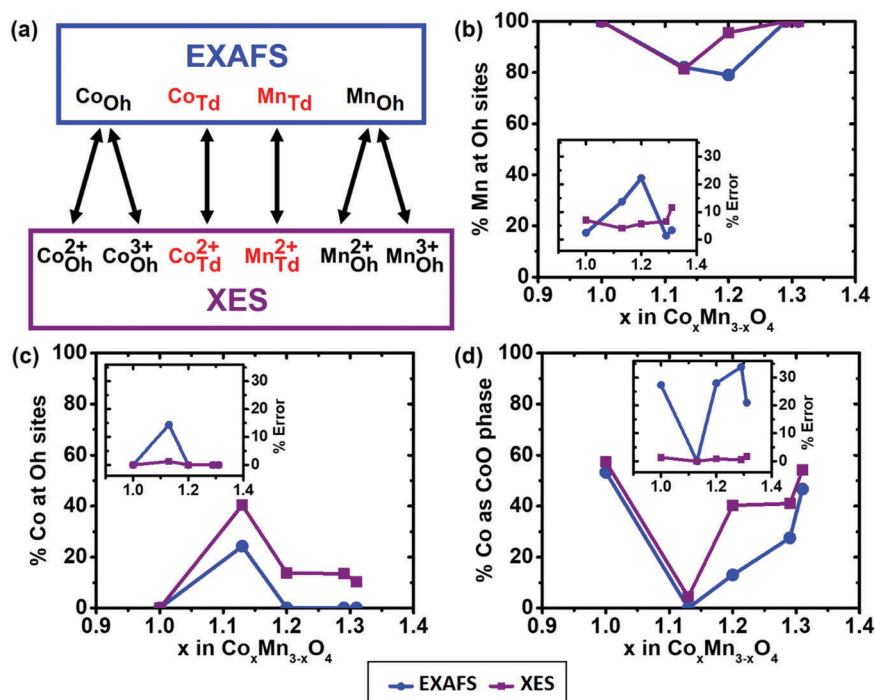 (a)
EXAFS
Co_Oh Co_Td Mn_Td Mn_Oh
Co²⁺_Oh Co³⁺_Oh Co²⁺_Td Mn²⁺_Td Mn²⁺_Oh Mn³⁺_Oh
XES
(b)
% Mn at Oh sites
100
80
60
40
20
0
0.9 1.0 1.1 1.2 1.3 1.4
x in Co_xMn_3-xO_4
30
20
10
0
% Error
1.0 1.2 1.4
(c)
% Co at Oh sites
100
80
60
40
20
0
0.9 1.0 1.1 1.2 1.3 1.4
x in Co_xMn_3-xO_4
30
20
10
0
% Error
1.0 1.2 1.4
(d)
% Co as CoO phase
100
80
60
40
20
0
0.9 1.0 1.1 1.2 1.3 1.4
x in Co_xMn_3-xO_4
30
20
10
0
% Error
1.0 1.2 1.4
EXAFS XES